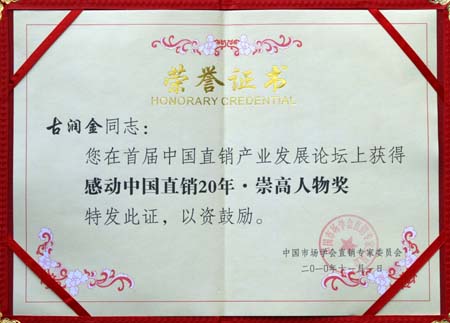 荣誉证书
HONORARY CREDENTIAL
古润金同志：
您在首届中国直销产业发展论坛上获得
感动中国直销20年·崇高人物奖
特发此证，以资鼓励。
中国市场学会直销专家委员会
二〇一〇年十一月一日